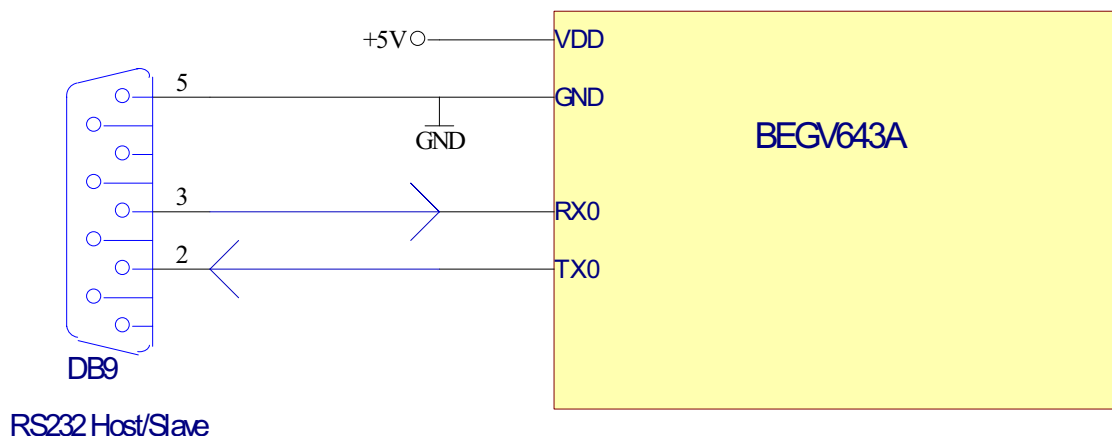 +5V
VDD
5
GND
GND
BEGV643A
3
RX0
2
TX0
DB9
RS232 Host/Slave